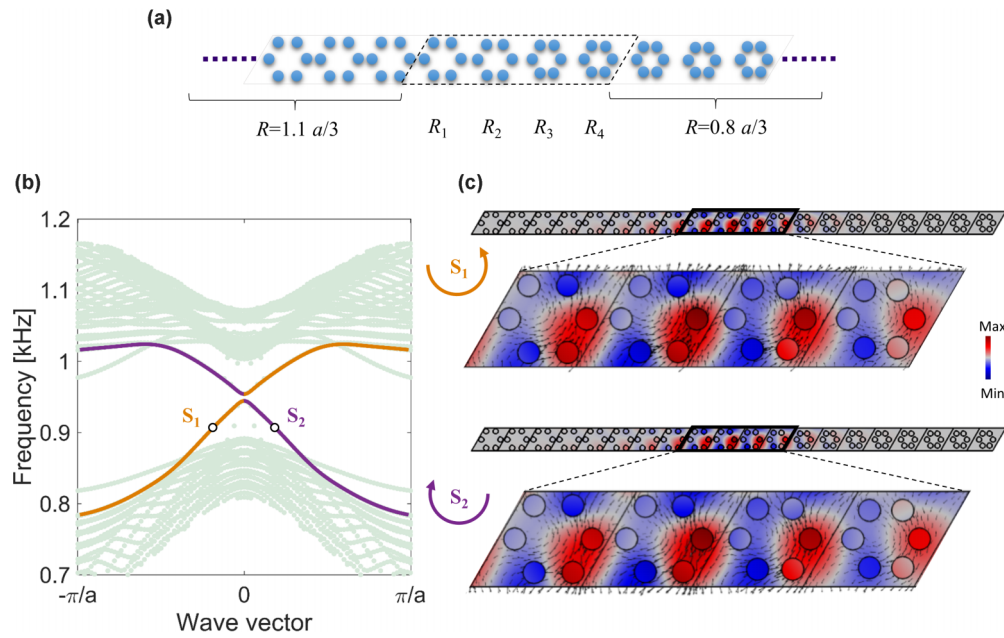 (a)
R=1.1 a/3
R1 R2 R3 R4
R=0.8 a/3
(b)
1.2
1.1
1
0.9
0.8
0.7
Frequency [kHz]
S1
S2
-π/a
0
π/a
Wave vector
(c)
S1
Max
Min
S2